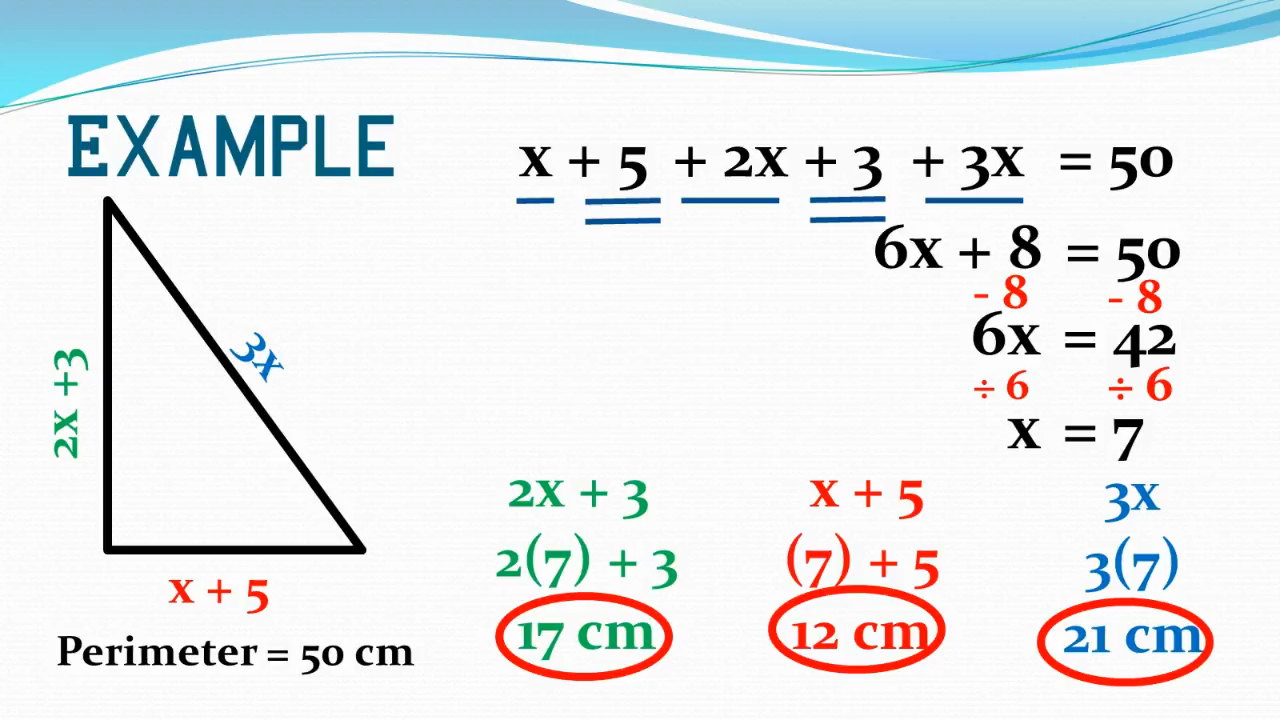 EXAMPLE
x + 5 + 2x + 3 + 3x = 50
6x + 8 = 50
- 8 - 8
6x = 42
÷ 6 ÷ 6
x = 7
2x +3
3x
x + 5
Perimeter = 50 cm
2x + 3
2(7) + 3
17 cm
x + 5
(7) + 5
12 cm
3x
3(7)
21 cm